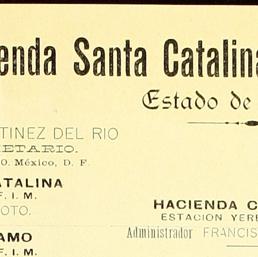 enda Santa Catalina
Estado de
TINEZ DEL RIO
ETARIO.
O. México, D. F.
ATALINA
F. I. M.
OTO.
HACIENDA C
ESTACION YERE
Administrador FRANCIS
AMO
F. I. M.